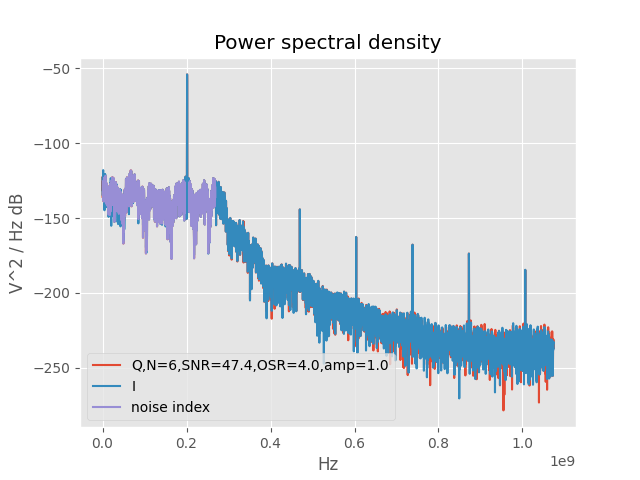 Power spectral density
V^2 / Hz dB
−50
−100
−150
−200
−250
Q,N=6,SNR=47.4,OSR=4.0,amp=1.0
I
noise index
0.0 0.2 0.4 0.6 0.8 1.0
1e9
Hz